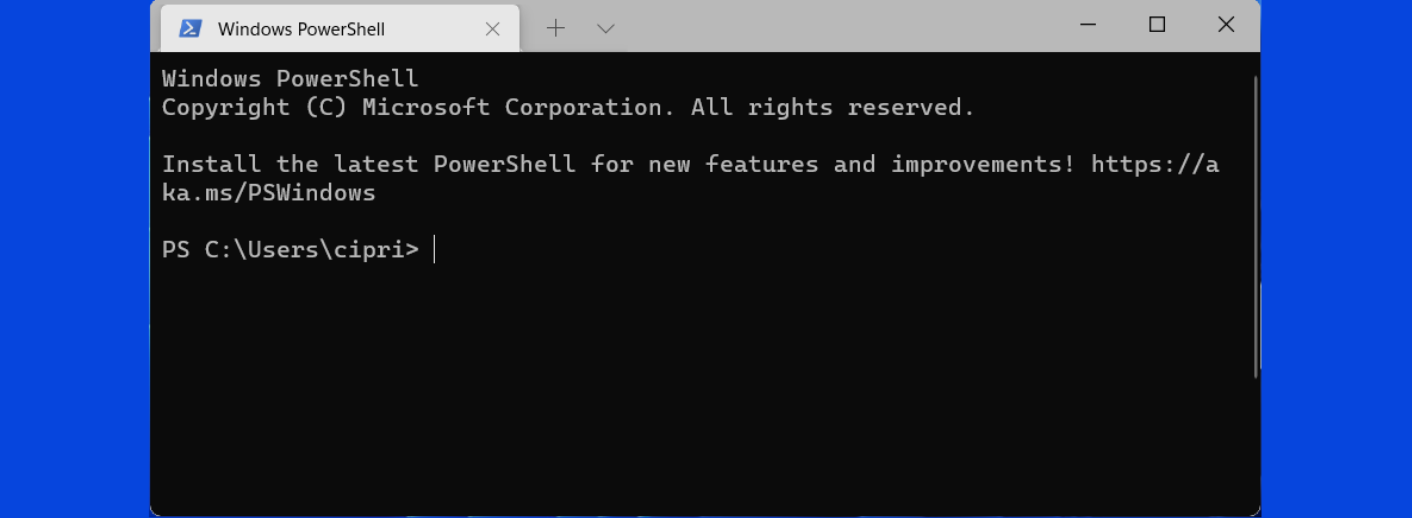 Windows PowerShell
Windows PowerShell
Copyright (C) Microsoft Corporation. All rights reserved.
Install the latest PowerShell for new features and improvements! https://a
ka.ms/PSWindows
PS C:\Users\cipri>